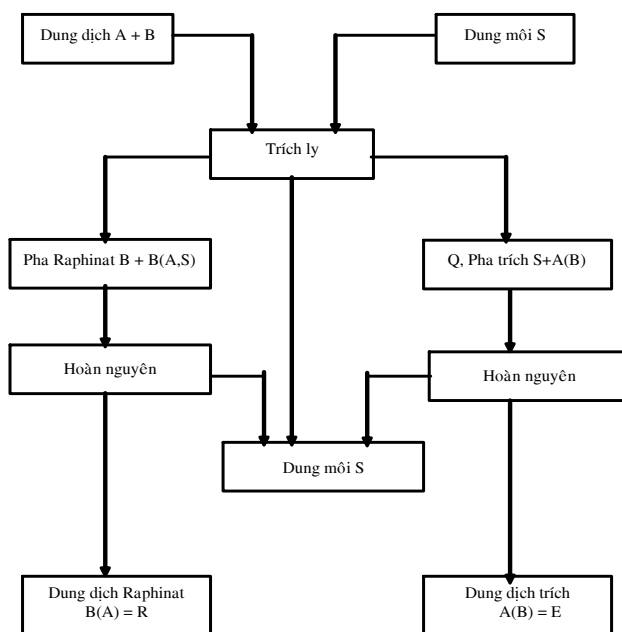 Dung dịch A + B
Dung môi S
Trích ly
Pha Raphinat B + B(A,S)
Q, Pha trích S+A(B)
Hoàn nguyên
Hoàn nguyên
Dung môi S
Dung dịch Raphinat
B(A) = R
Dung dịch trích
A(B) = E